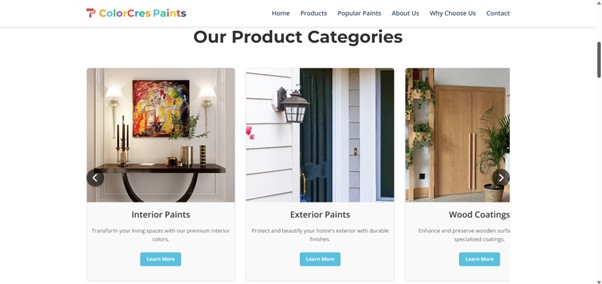 ColorCres Paints
Home Products Popular Paints About Us Why Choose Us Contact
Our Product Categories
Interior Paints
Transform your living spaces with our premium interior
colors.
Learn More
Exterior Paints
Protect and beautify your home's exterior with durable
finishes.
Learn More
Wood Coatings
Enhance and preserve wooden
specialized coatings.
Learn More